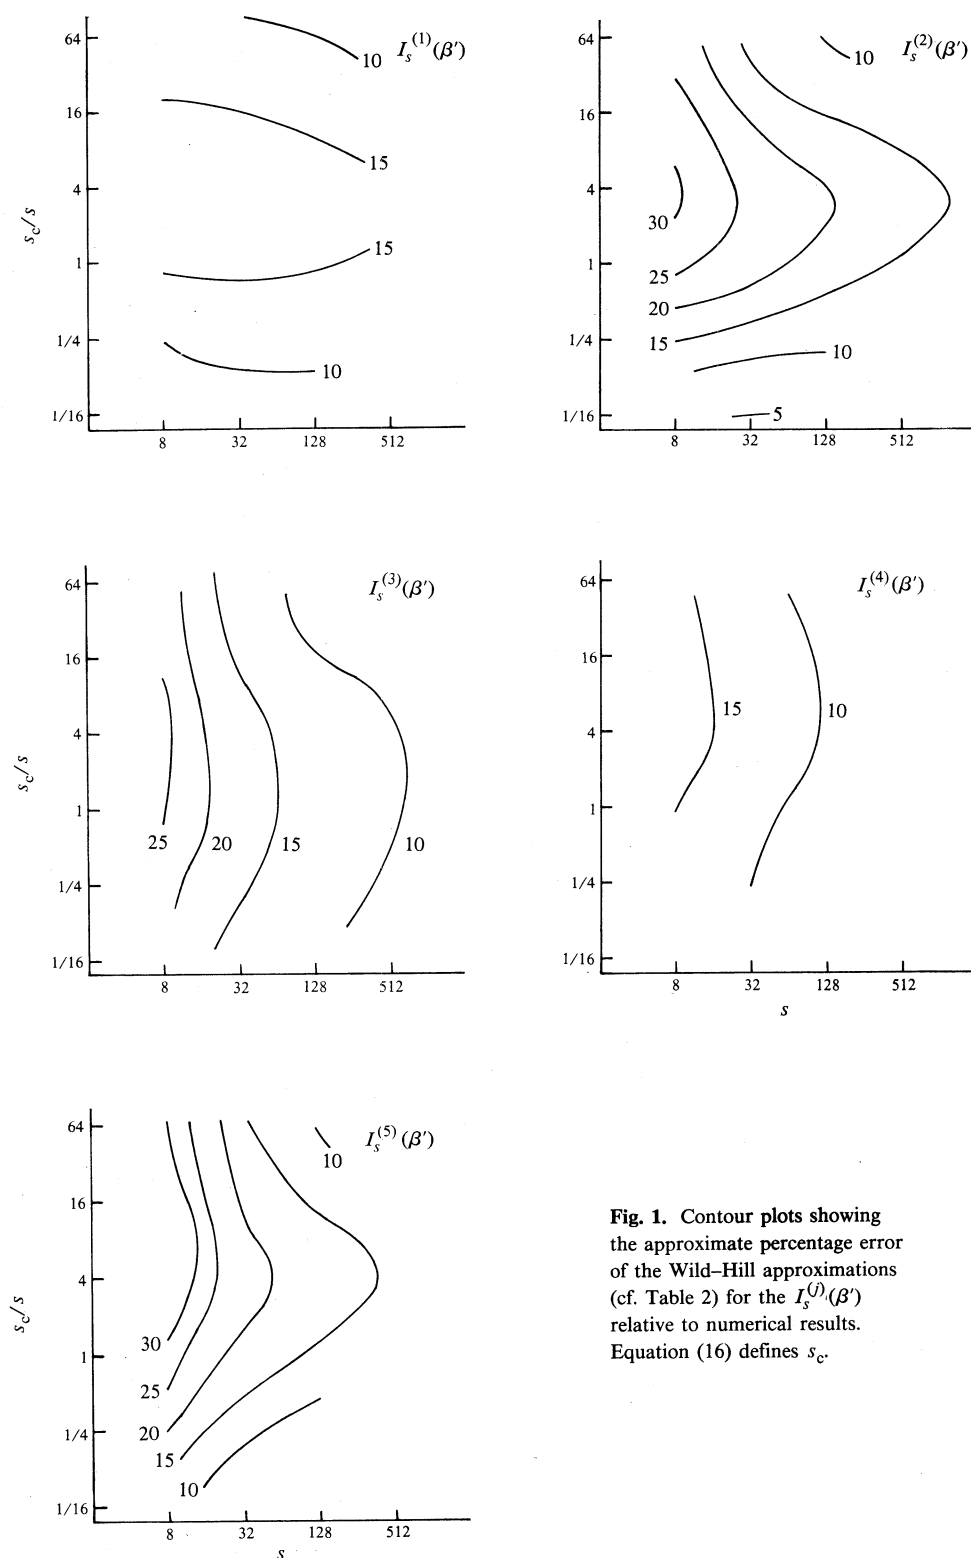 I_s^(1)(β′)
64
16
4
1
1/4
1/16
s_c/s
10
15
15
10
8 32 128 512
I_s^(2)(β′)
64
16
4
1
1/4
1/16
10
30
25
20
15
10
5
8 32 128 512
I_s^(3)(β′)
64
16
4
1
1/4
1/16
s_c/s
25 20 15 10
8 32 128 512
I_s^(4)(β′)
64
16
4
1
1/4
1/16
15 10
8 32 128 512
s
I_s^(5)(β′)
64
16
4
1
1/4
1/16
s_c/s
10
30
25
20
15
10
8 32 128 512
s
Fig. 1. Contour plots showing
the approximate percentage error
of the Wild–Hill approximations
(cf. Table 2) for the I_s^(j)(β′)
relative to numerical results.
Equation (16) defines s_c.